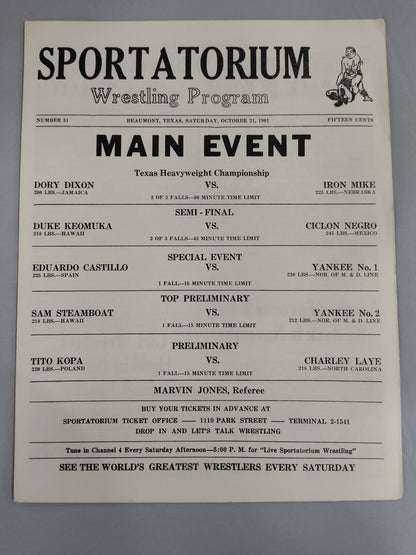 SPORTATORIUM
Wrestling Program
NUMBER 51 BEAUMONT, TEXAS, SATURDAY, OCTOBER 21, 1961 FIFTEEN CENTS
MAIN EVENT
Texas Heavyweight Championship
DORY DIXON VS. IRON MIKE
200 LBS.—JAMAICA 225 LBS.—NEBRASKA
2 OF 3 FALLS—90 MINUTE TIME LIMIT
SEMI-FINAL
DUKE KEOMUKA VS. CICLON NEGRO
210 LBS.—HAWAII 245 LBS.—MEXICO
2 OF 3 FALLS—45 MINUTE TIME LIMIT
SPECIAL EVENT
EDUARDO CASTILLO VS. YANKEE No. 1
225 LBS.—SPAIN 220 LBS.—NOR. OF M. & D. LINE
1 FALL—15 MINUTE TIME LIMIT
TOP PRELIMINARY
SAM STEAMBOAT VS. YANKEE No. 2
218 LBS.—HAWAII 212 LBS.—NOR. OF M. & D. LINE
1 FALL—15 MINUTE TIME LIMIT
PRELIMINARY
TITO KOPA VS. CHARLEY LAYE
220 LBS.—POLAND 218 LBS.—NORTH CAROLINA
1 FALL—15 MINUTE TIME LIMIT
MARVIN JONES, Referee
BUY YOUR TICKETS IN ADVANCE AT
SPORTATORIUM TICKET OFFICE — 1110 PARK STREET — TERMINAL 2-1541
DROP IN AND LET'S TALK WRESTLING
Tune in Channel 4 Every Saturday Afternoon—5:00 P. M. for "Live Sportatorium Wrestling"
SEE THE WORLD'S GREATEST WRESTLERS EVERY SATURDAY